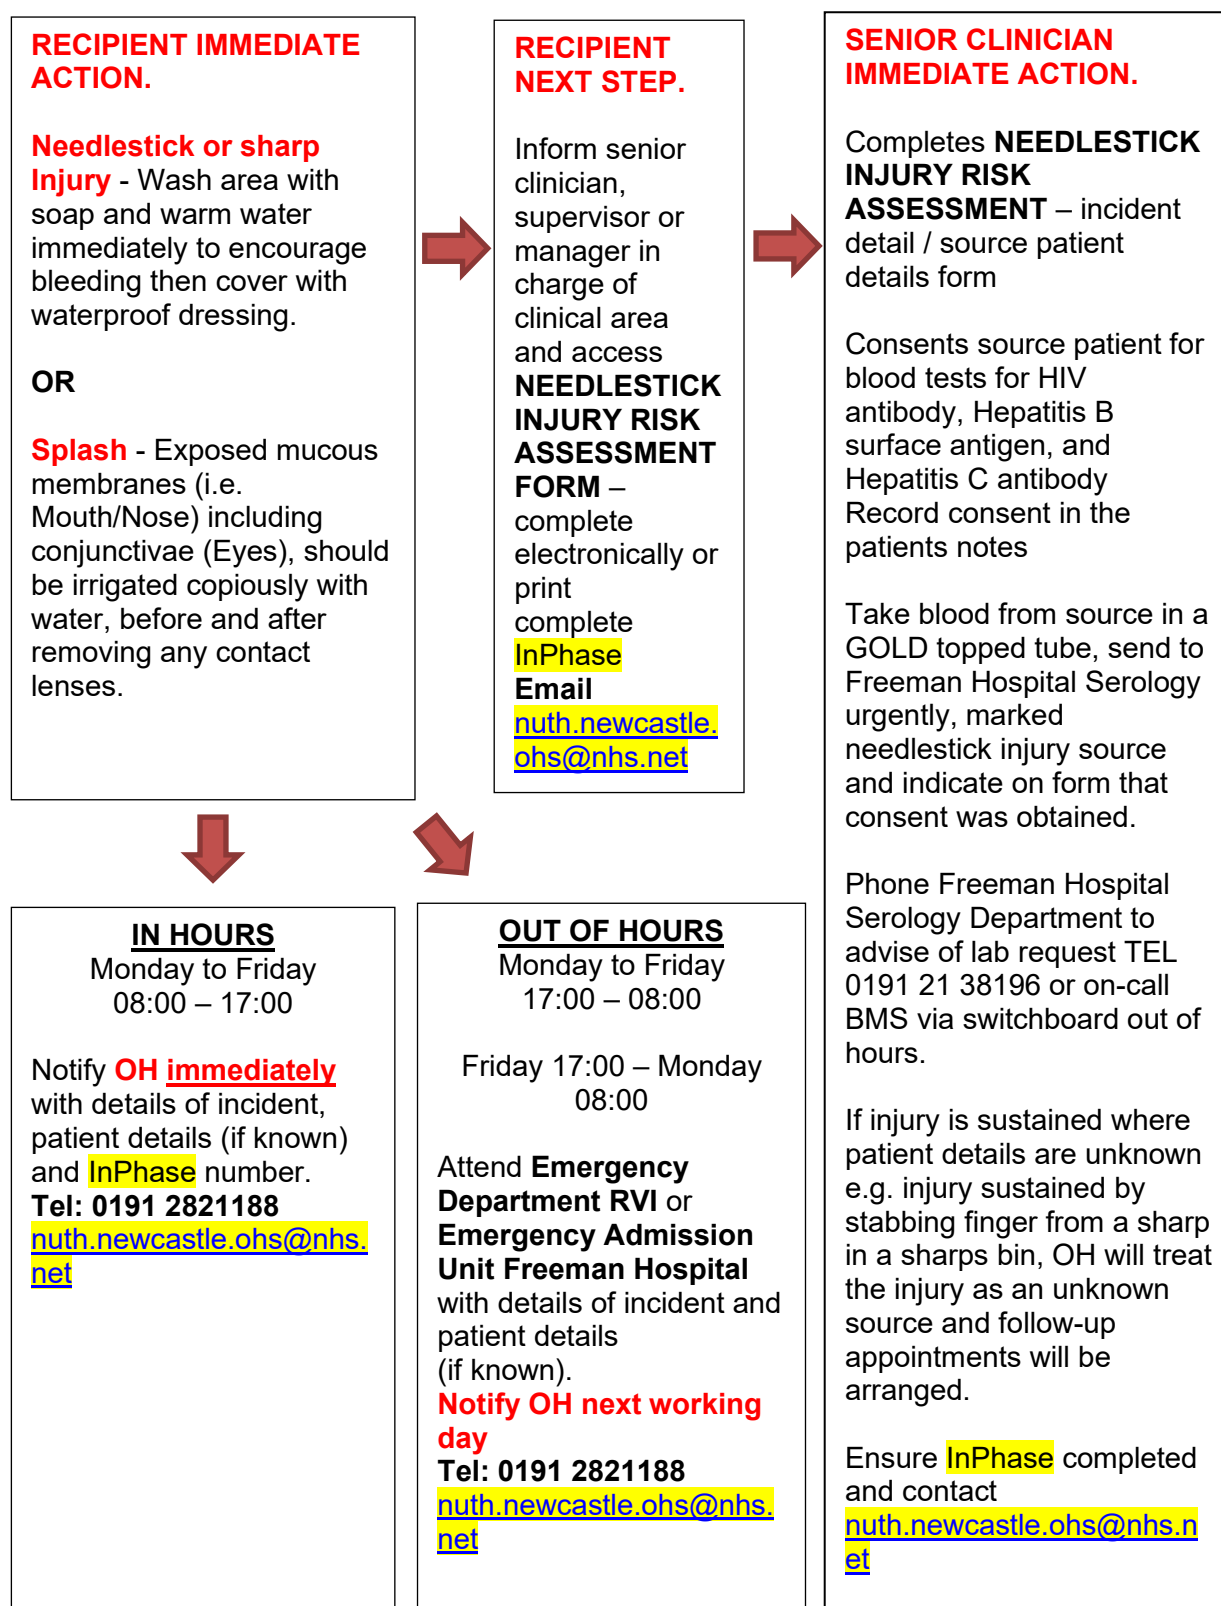 RECIPIENT IMMEDIATE
ACTION.
Needlestick or sharp
Injury - Wash area with
soap and warm water
immediately to encourage
bleeding then cover with
waterproof dressing.
OR
Splash - Exposed mucous
membranes (i.e.
Mouth/Nose) including
conjunctivae (Eyes), should
be irrigated copiously with
water, before and after
removing any contact
lenses.
RECIPIENT
NEXT STEP.
Inform senior
clinician,
supervisor or
manager in
charge of
clinical area
and access
NEEDLESTICK
INJURY RISK
ASSESSMENT
FORM –
complete
electronically or
print
complete
InPhase
Email
nuth.newcastle.
ohs@nhs.net
SENIOR CLINICIAN
IMMEDIATE ACTION.
Completes NEEDLESTICK
INJURY RISK
ASSESSMENT – incident
detail / source patient
details form
Consents source patient for
blood tests for HIV
antibody, Hepatitis B
surface antigen, and
Hepatitis C antibody
Record consent in the
patients notes
Take blood from source in a
GOLD topped tube, send to
Freeman Hospital Serology
urgently, marked
needlestick injury source
and indicate on form that
consent was obtained.
Phone Freeman Hospital
Serology Department to
advise of lab request TEL
0191 21 38196 or on-call
BMS via switchboard out of
hours.
If injury is sustained where
patient details are unknown
e.g. injury sustained by
stabbing finger from a sharp
in a sharps bin, OH will treat
the injury as an unknown
source and follow-up
appointments will be
arranged.
Ensure InPhase completed
and contact
nuth.newcastle.ohs@nhs.n
et
IN HOURS
Monday to Friday
08:00 – 17:00
Notify OH immediately
with details of incident,
patient details (if known)
and InPhase number.
Tel: 0191 2821188
nuth.newcastle.ohs@nhs.
net
OUT OF HOURS
Monday to Friday
17:00 – 08:00
Friday 17:00 – Monday
08:00
Attend Emergency
Department RVI or
Emergency Admission
Unit Freeman Hospital
with details of incident and
patient details
(if known).
Notify OH next working
day
Tel: 0191 2821188
nuth.newcastle.ohs@nhs.
net